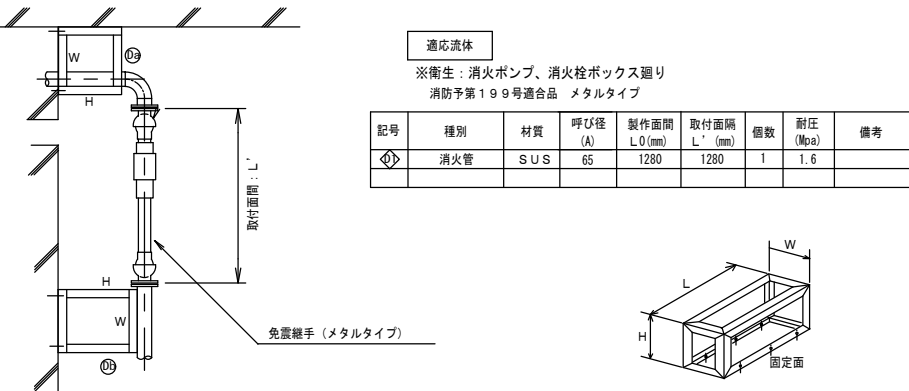 適応流体
※衛生:消火ポンプ、消火栓ボックス廻り
消防予第199号適合品 メタルタイプ
記号 種別 材質 呼び径(A) 製作面間L0(mm) 取付面隔L'(mm) 個数 耐圧(Mpa) 備考
D1 消火管 SUS 65 1280 1280 1 1.6
W
Da
H
取付面間:L'
H
W
Db
免震継手(メタルタイプ)
W
L
H
固定面